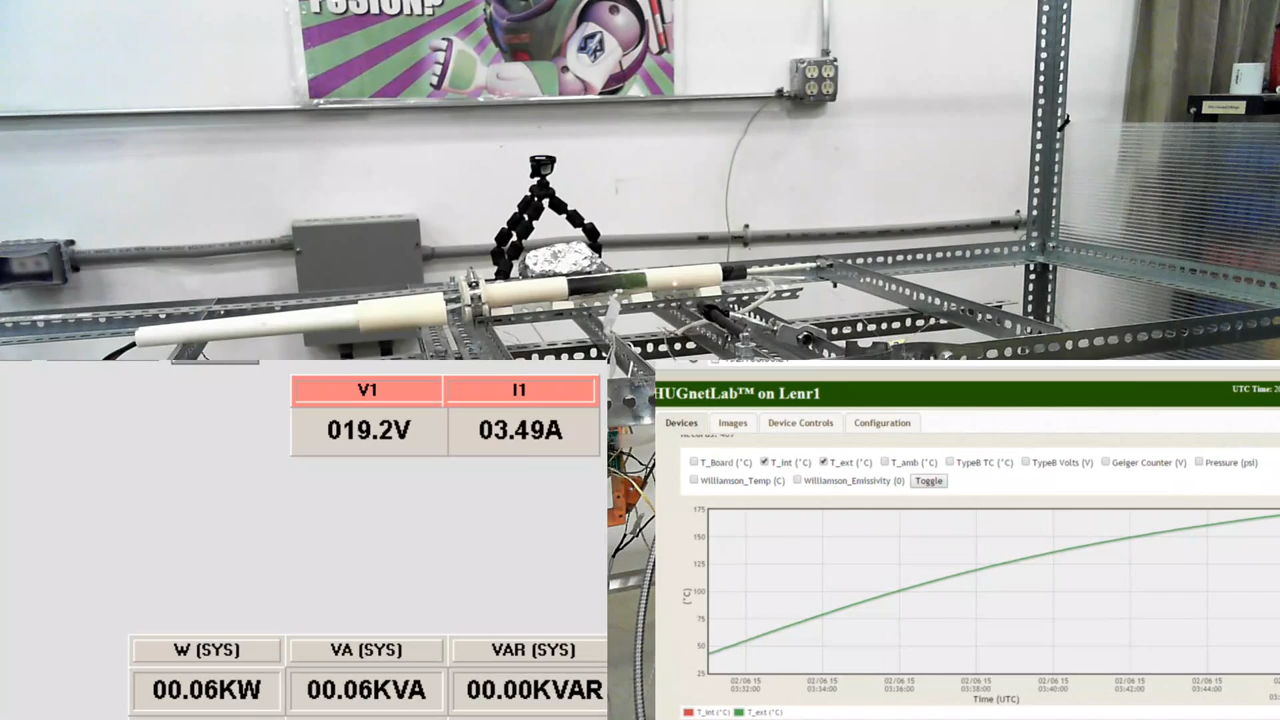 FUSION?
V1 I1
019.2V 03.49A
W (SYS) VA (SYS) VAR (SYS)
00.06KW 00.06KVA 00.00KVAR
HUGnetLab™ on Lenr1
UTC Time: 20
Devices Images Device Controls Configuration
T_Board (°C) T_Int (°C) T_ext (°C) T_amb (°C) TypeB TC (°C) TypeB Volts (V) Geiger Counter (V) Pressure (psi)
Williamson_Temp (C) Williamson_Emissivity (0) Toggle
175
150
125
100
75
50
25
(°C)
02/06 15 02/06 15 02/06 15 02/06 15 02/06 15 02/06 15 02/06 15
03:32:00 03:34:00 03:36:00 03:38:00 03:40:00 03:42:00 03:44:00
Time (UTC)
T_Int (°C) T_ext (°C)